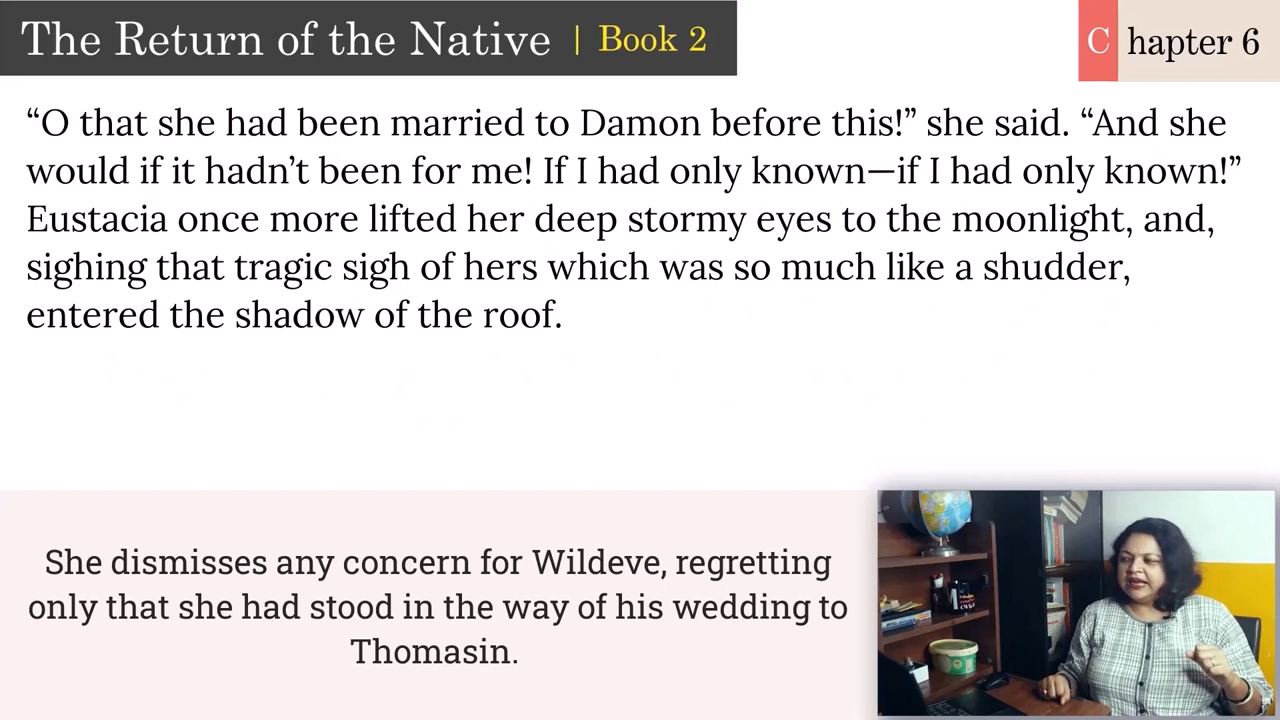 The Return of the Native | Book 2
Chapter 6
“O that she had been married to Damon before this!” she said. “And she
would if it hadn’t been for me! If I had only known—if I had only known!”
Eustacia once more lifted her deep stormy eyes to the moonlight, and,
sighing that tragic sigh of hers which was so much like a shudder,
entered the shadow of the roof.
She dismisses any concern for Wildeve, regretting
only that she had stood in the way of his wedding to
Thomasin.